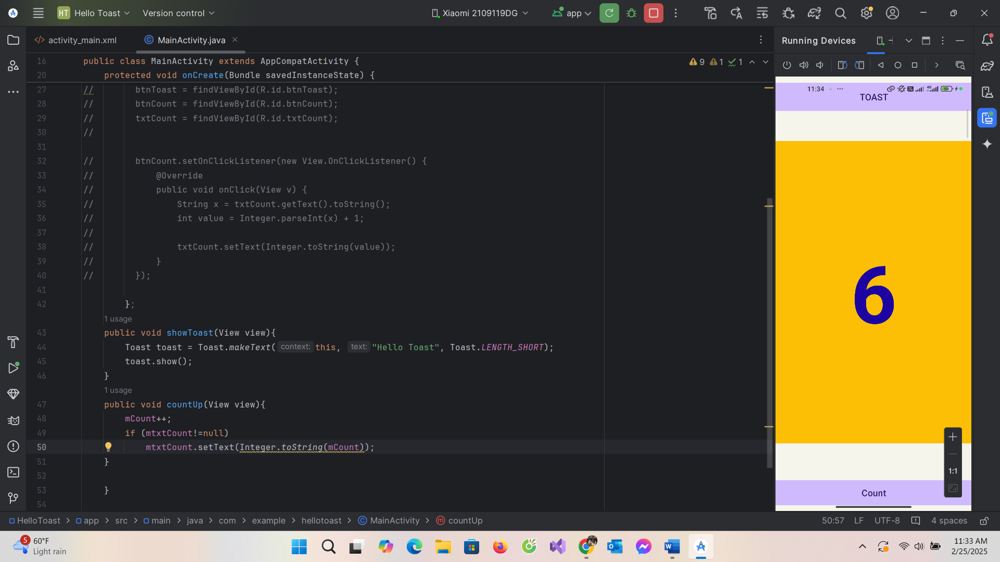 HT Hello Toast Version control Xiaomi 2109119DG app
activity_main.xml MainActivity.java Running Devices
16 public class MainActivity extends AppCompatActivity { 9 1 1
20 protected void onCreate(Bundle savedInstanceState) {
27 // btnToast = findViewById(R.id.btnToast);
28 // btnCount = findViewById(R.id.btnCount);
29 // txtCount = findViewById(R.id.txtCount);
30 //
31
32 // btnCount.setOnClickListener(new View.OnClickListener() {
33 // @Override
34 // public void onClick(View v) {
35 // String x = txtCount.getText().toString();
36 // int value = Integer.parseInt(x) + 1;
37 //
38 // txtCount.setText(Integer.toString(value));
39 // }
40 // });
41
42 };
1 usage
43 public void showToast(View view){
44 Toast toast = Toast.makeText( context: this, text: "Hello Toast", Toast.LENGTH_SHORT);
45 toast.show();
46 }
1 usage
47 public void countUp(View view){
48 mCount++;
49 if (mtxtCount!=null)
50 mtxtCount.setText(Integer.toString(mCount));
51 }
52
53 }
54
11:34 ··· 4G 59
TOAST
6
1:1
Count
HelloToast > app > src > main > java > com > example > hellotoast > MainActivity > countUp 50:57 LF UTF-8 4 spaces
5 60°F
Light rain
11:33 AM
2/25/2025